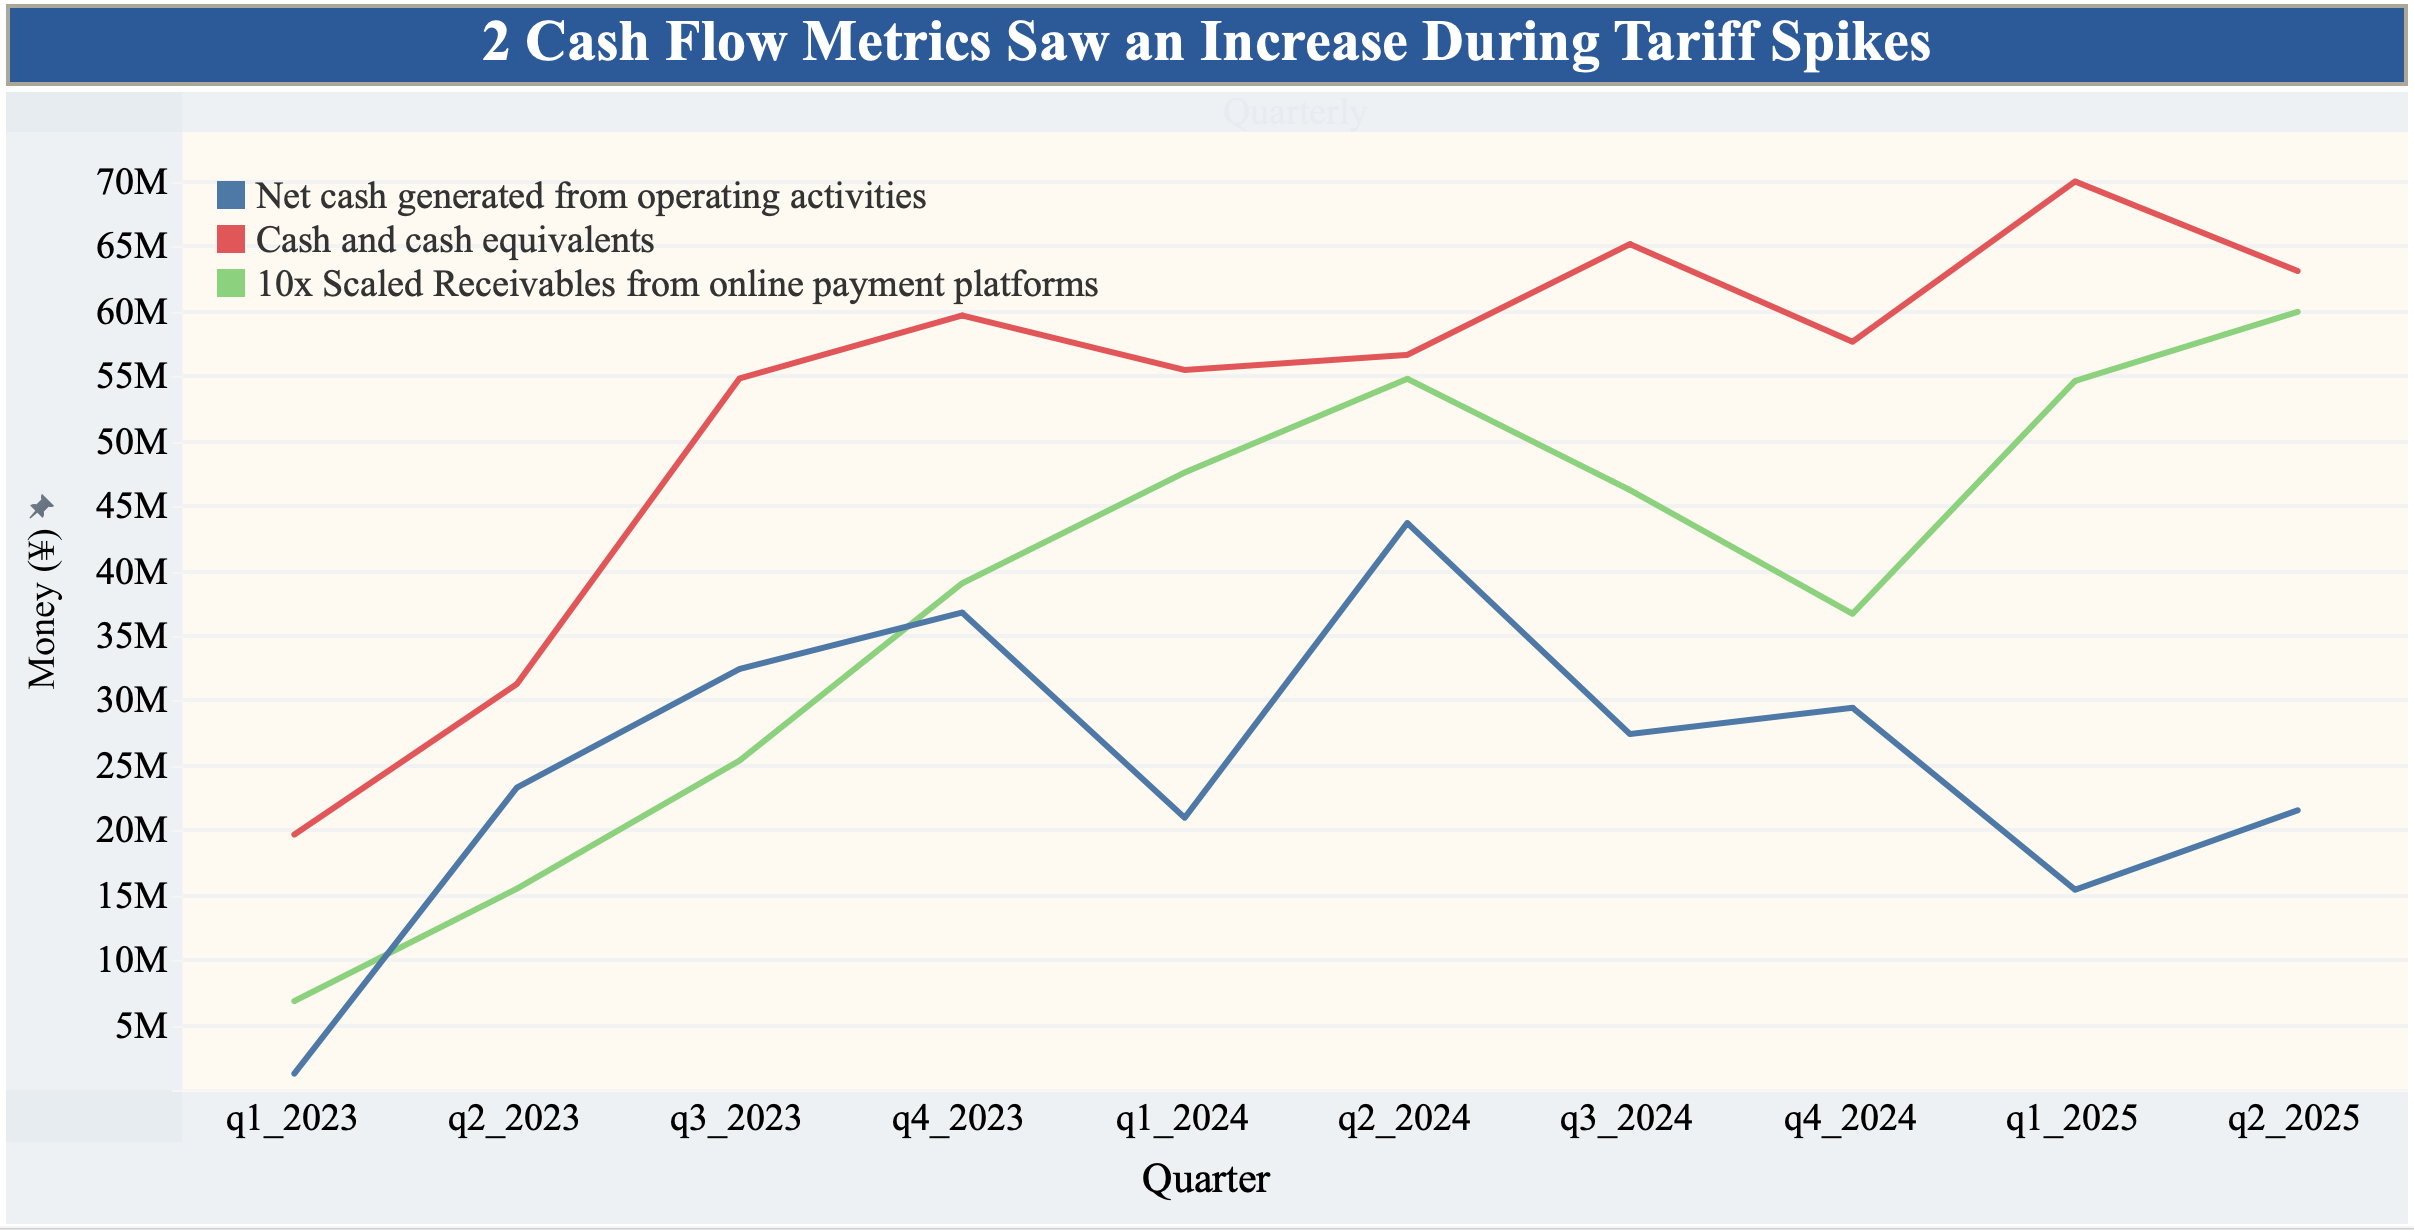 2 Cash Flow Metrics Saw an Increase During Tariff Spikes
Quarterly
Net cash generated from operating activities
Cash and cash equivalents
10x Scaled Receivables from online payment platforms
70M
65M
60M
55M
50M
45M
40M
35M
30M
25M
20M
15M
10M
5M
Money (¥)
q1_2023 q2_2023 q3_2023 q4_2023 q1_2024 q2_2024 q3_2024 q4_2024 q1_2025 q2_2025
Quarter